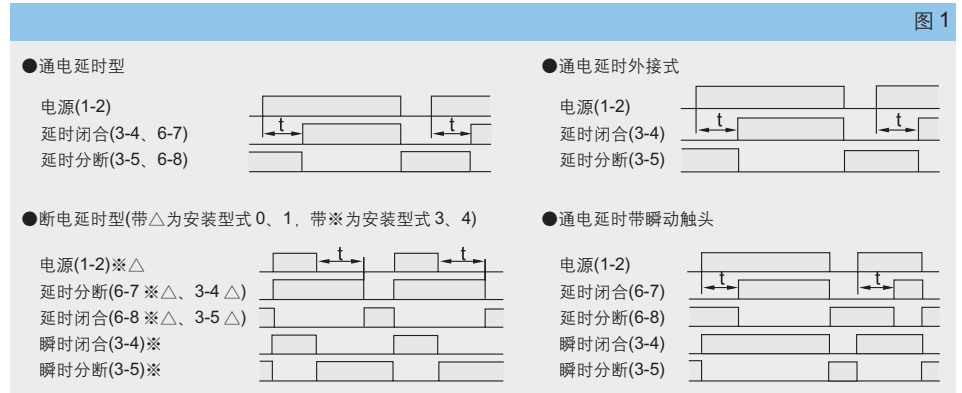 图 1
●通电延时型
电源(1-2)
延时闭合(3-4、6-7)
延时分断(3-5、6-8)
t
t
●通电延时外接式
电源(1-2)
延时闭合(3-4)
延时分断(3-5)
t
t
●断电延时型(带△为安装型式 0、1, 带※为安装型式 3、4)
电源(1-2)※△
延时分断(6-7 ※△、3-4 △)
延时闭合(6-8 ※△、3-5 △)
瞬时闭合(3-4)※
瞬时分断(3-5)※
t
t
●通电延时带瞬动触头
电源(1-2)
延时闭合(6-7)
延时分断(6-8)
瞬时闭合(3-4)
瞬时分断(3-5)
t
t